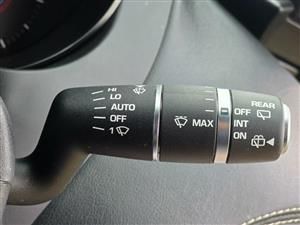 HI
LO
AUTO
OFF
1
MAX
REAR
OFF
INT
ON